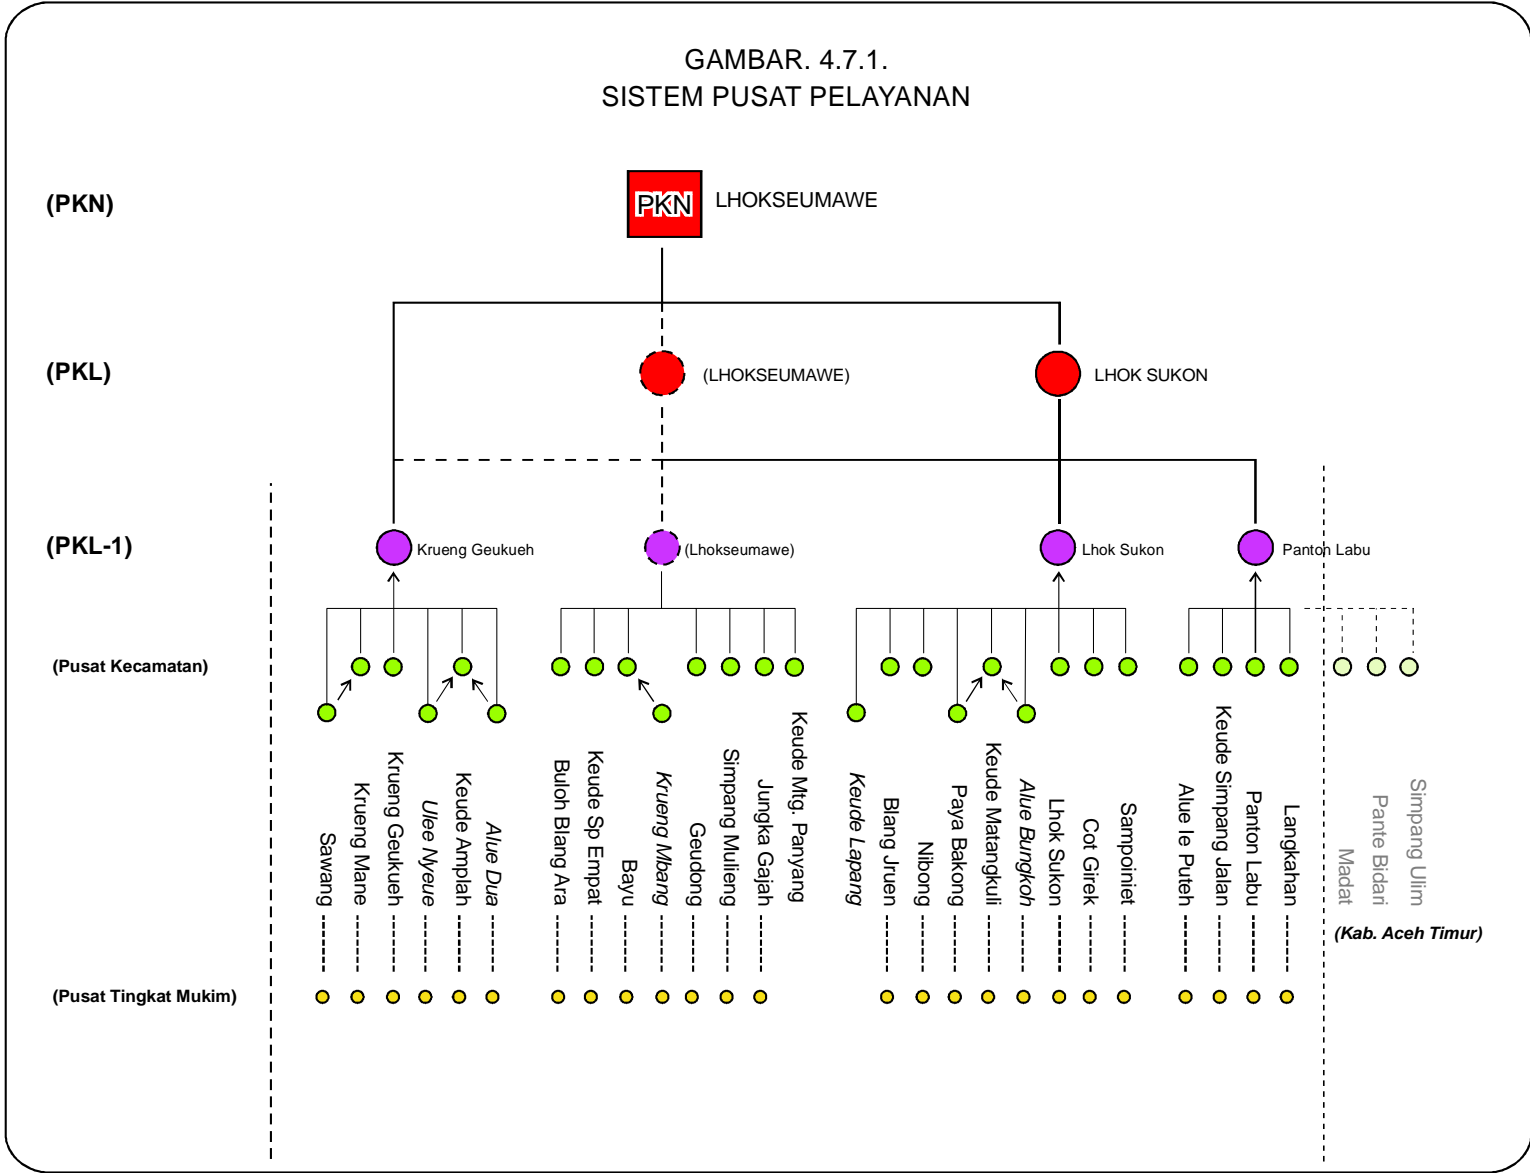 GAMBAR. 4.7.1.
SISTEM PUSAT PELAYANAN
(PKN)
PKN
LHOKSEUMAWE
(PKL)
(LHOKSEUMAWE)
LHOK SUKON
(PKL-1)
Krueng Geukueh
(Lhokseumawe)
Lhok Sukon
Panton Labu
(Pusat Kecamatan)
Sawang
Krueng Mane
Krueng Geukueh
Ulee Nyeue
Keude Amplah
Alue Dua
Buloh Blang Ara
Keude Sp Empat
Bayu
Krueng Mbang
Geudong
Simpang Mulieng
Jungka Gajah
Keude Mtg. Panyang
Keude Lapang
Blang Jruen
Nibong
Paya Bakong
Keude Matangkuli
Alue Bungkoh
Lhok Sukon
Cot Girek
Sampoiniet
Alue Ie Puteh
Keude Simpang Jalan
Panton Labu
Langkahan
Madat
Pante Bidari
Simpang Ulim
(Kab. Aceh Timur)
(Pusat Tingkat Mukim)